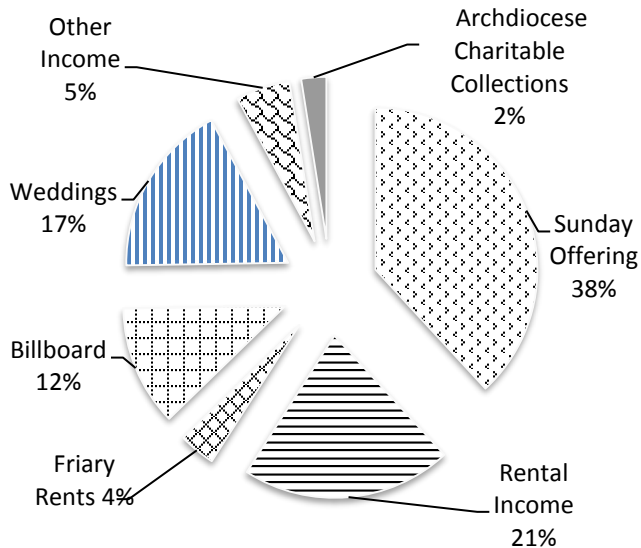 Other
Income
5%
Archdiocese
Charitable
Collections
2%
Weddings
17%
Sunday
Offering
38%
Billboard
12%
Friary
Rents 4%
Rental
Income
21%